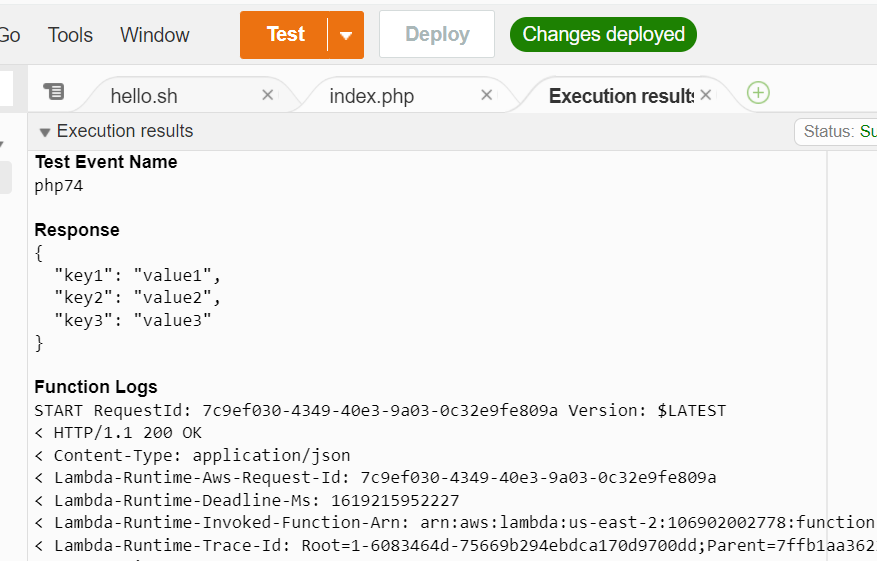 Go Tools Window Test Deploy Changes deployed
hello.sh index.php Execution results
Execution results Status: Su
Test Event Name
php74
Response
{
"key1": "value1",
"key2": "value2",
"key3": "value3"
}
Function Logs
START RequestId: 7c9ef030-4349-40e3-9a03-0c32e9fe809a Version: $LATEST
< HTTP/1.1 200 OK
< Content-Type: application/json
< Lambda-Runtime-Aws-Request-Id: 7c9ef030-4349-40e3-9a03-0c32e9fe809a
< Lambda-Runtime-Deadline-Ms: 1619215952227
< Lambda-Runtime-Invoked-Function-Arn: arn:aws:lambda:us-east-2:106902002778:function
< Lambda-Runtime-Trace-Id: Root=1-6083464d-75669b294ebdca170d9700dd;Parent=7ffb1aa362